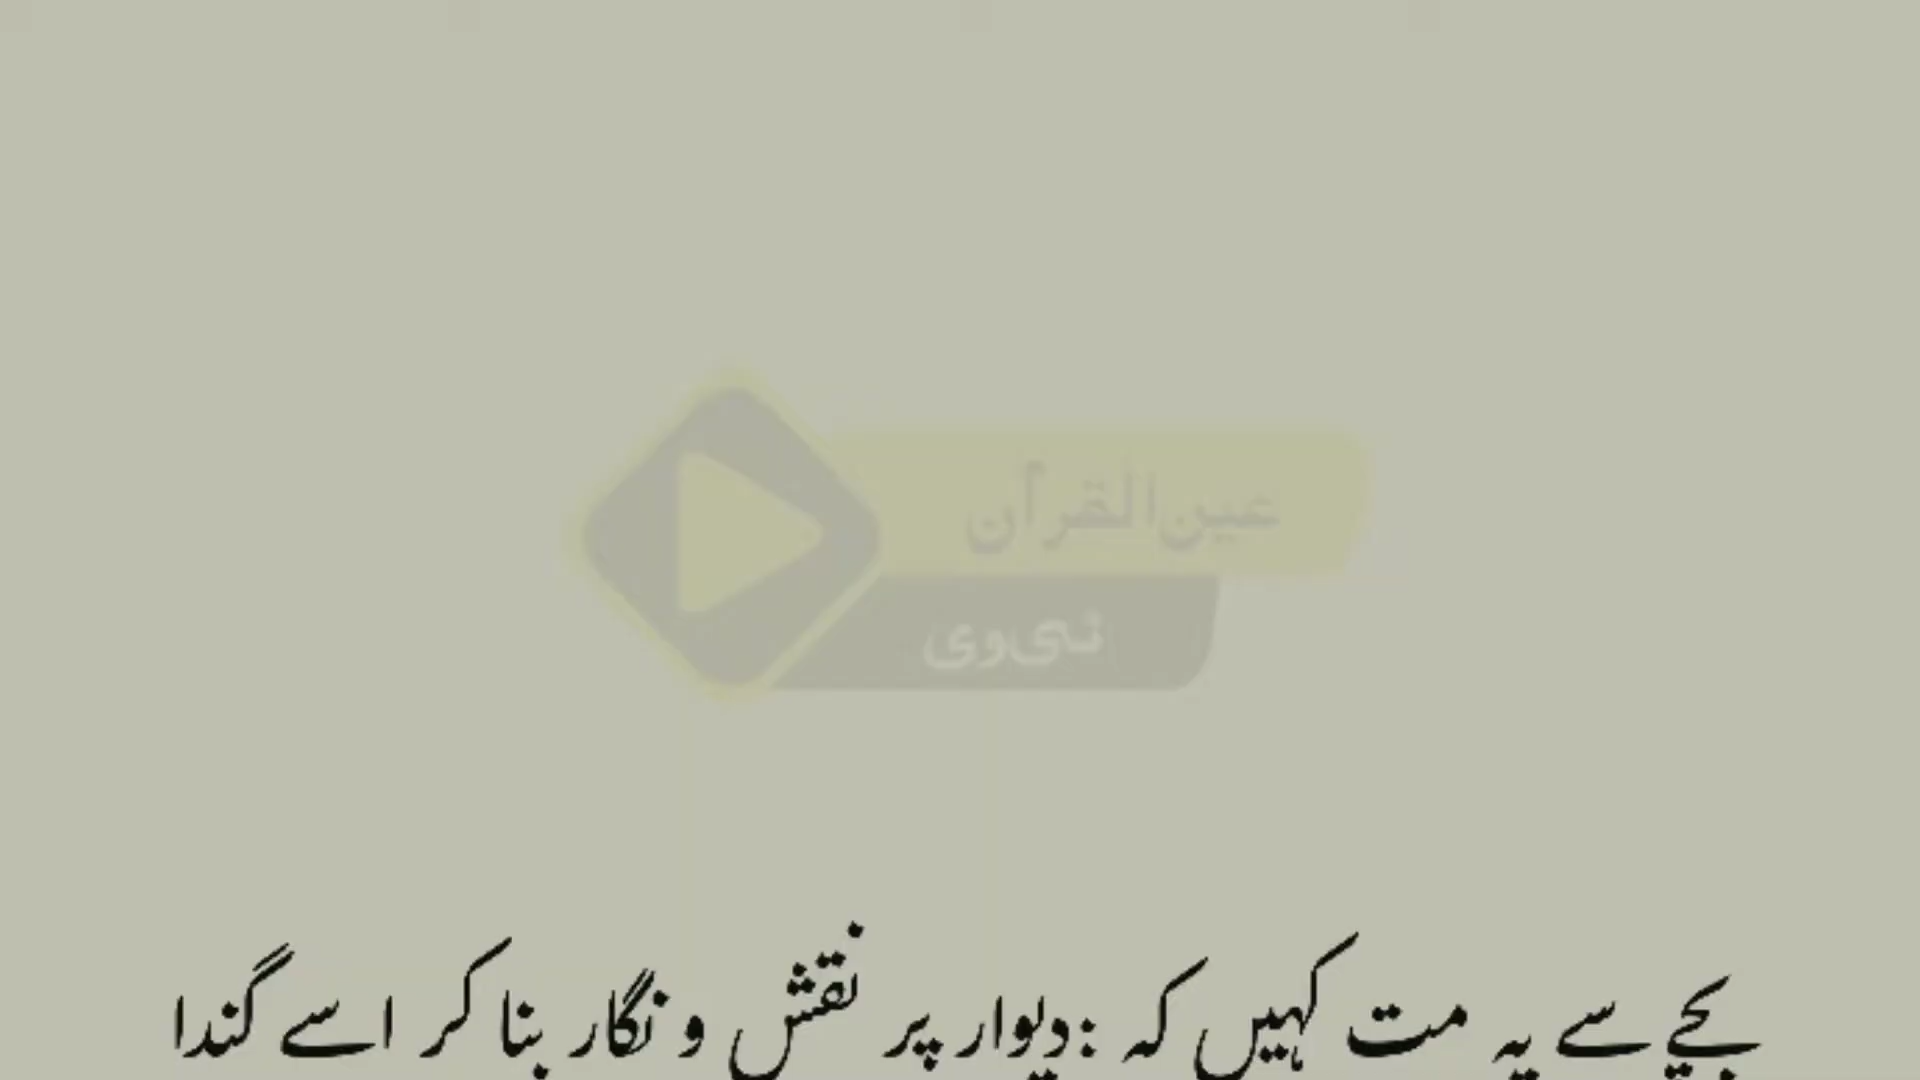 عین‌القرآن
ٹی‌وی
بچے سے یہ مت کہیں کہ :دیوار پر نقش و نگار بنا کر اسے گندا